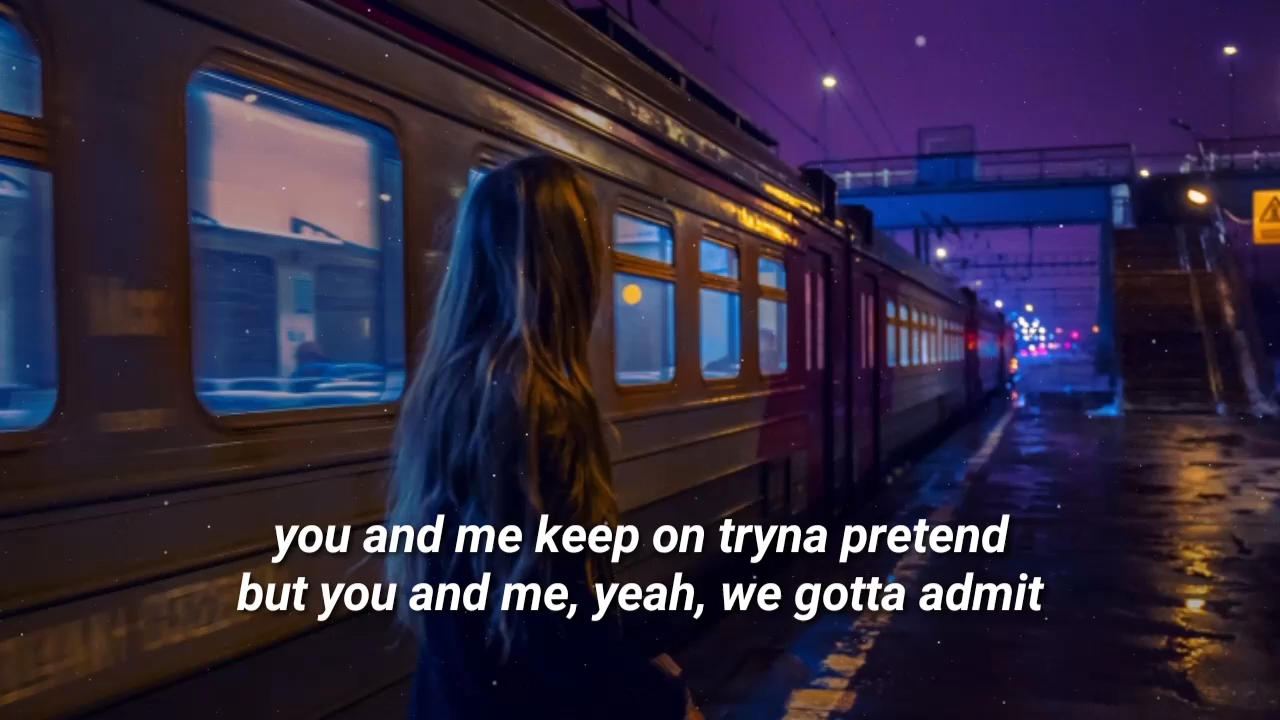 you and me keep on tryna pretend
but you and me, yeah, we gotta admit